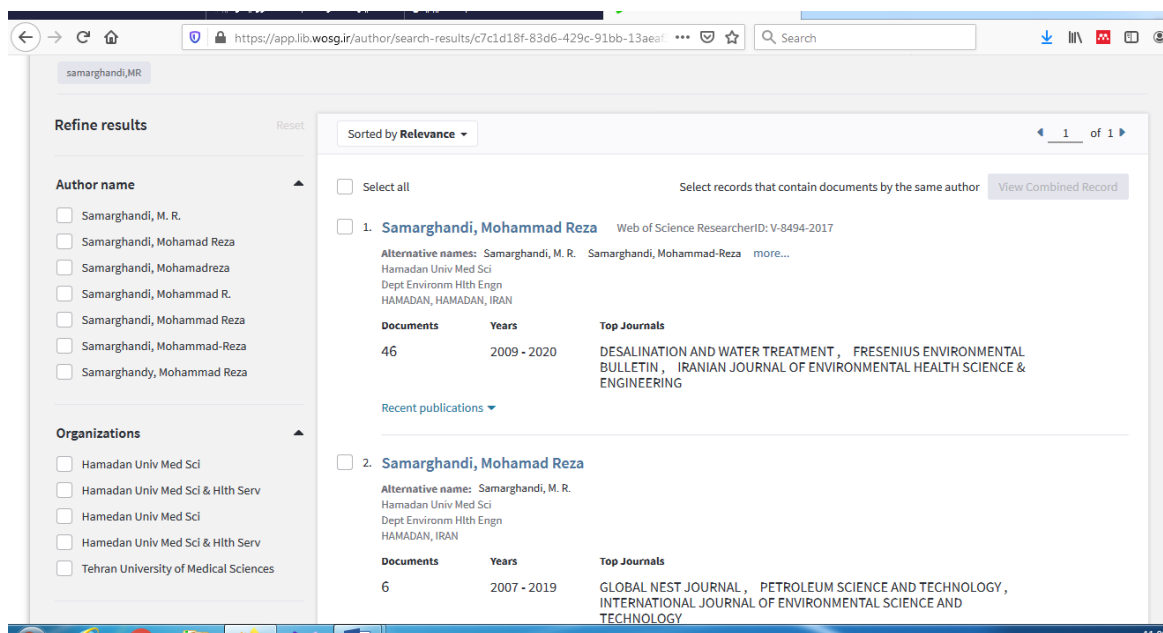 https://app.lib.wosg.ir/author/search-results/c7c1d18f-83d6-429c-91bb-13aeaf
Search
samarghandi,MR
Refine results
Reset
Author name
Samarghandi, M. R.
Samarghandi, Mohamad Reza
Samarghandi, Mohamadreza
Samarghandi, Mohammad R.
Samarghandi, Mohammad Reza
Samarghandi, Mohammad-Reza
Samarghandy, Mohammad Reza
Organizations
Hamadan Univ Med Sci
Hamadan Univ Med Sci & Hlth Serv
Hamedan Univ Med Sci
Hamedan Univ Med Sci & Hlth Serv
Tehran University of Medical Sciences
Sorted by Relevance
1 of 1
Select all
Select records that contain documents by the same author
View Combined Record
1. Samarghandi, Mohammad Reza Web of Science ResearcherID: V-8494-2017
Alternative names: Samarghandi, M. R. Samarghandi, Mohammad-Reza more...
Hamadan Univ Med Sci
Dept Environm Hlth Engn
HAMADAN, HAMADAN, IRAN
Documents Years Top Journals
46 2009 - 2020 DESALINATION AND WATER TREATMENT , FRESENIUS ENVIRONMENTAL
BULLETIN , IRANIAN JOURNAL OF ENVIRONMENTAL HEALTH SCIENCE &
ENGINEERING
Recent publications
2. Samarghandi, Mohamad Reza
Alternative name: Samarghandi, M. R.
Hamadan Univ Med Sci
Dept Environm Hlth Engn
HAMADAN, IRAN
Documents Years Top Journals
6 2007 - 2019 GLOBAL NEST JOURNAL , PETROLEUM SCIENCE AND TECHNOLOGY ,
INTERNATIONAL JOURNAL OF ENVIRONMENTAL SCIENCE AND
TECHNOLOGY